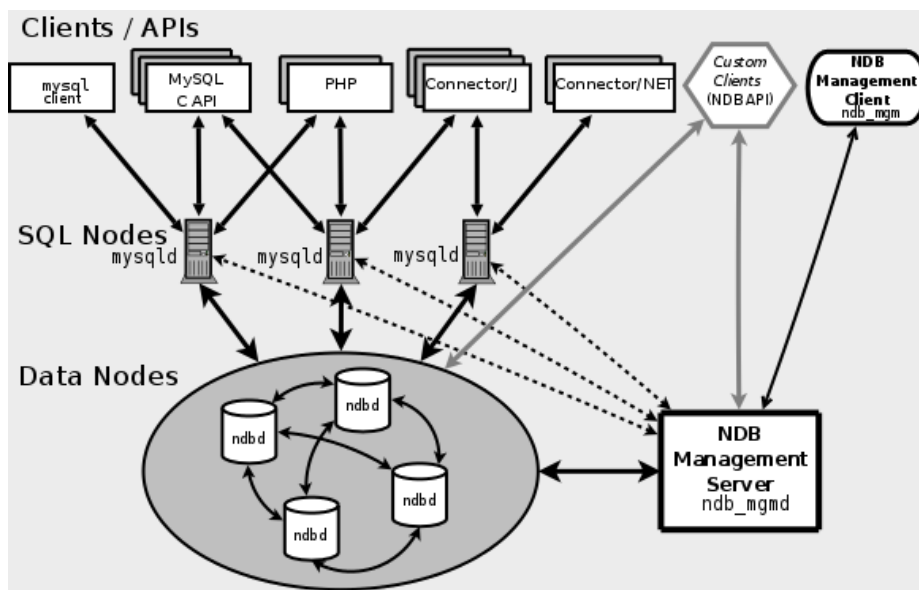 Clients / APIs
mysql
client
MySQL
C API
PHP
Connector/J
Connector/NET
Custom
Clients
(NDBAPI)
NDB
Management
Client
ndb_mgm
SQL Nodes
mysqld
mysqld
mysqld
Data Nodes
ndbd
ndbd
ndbd
ndbd
NDB
Management
Server
ndb_mgmd